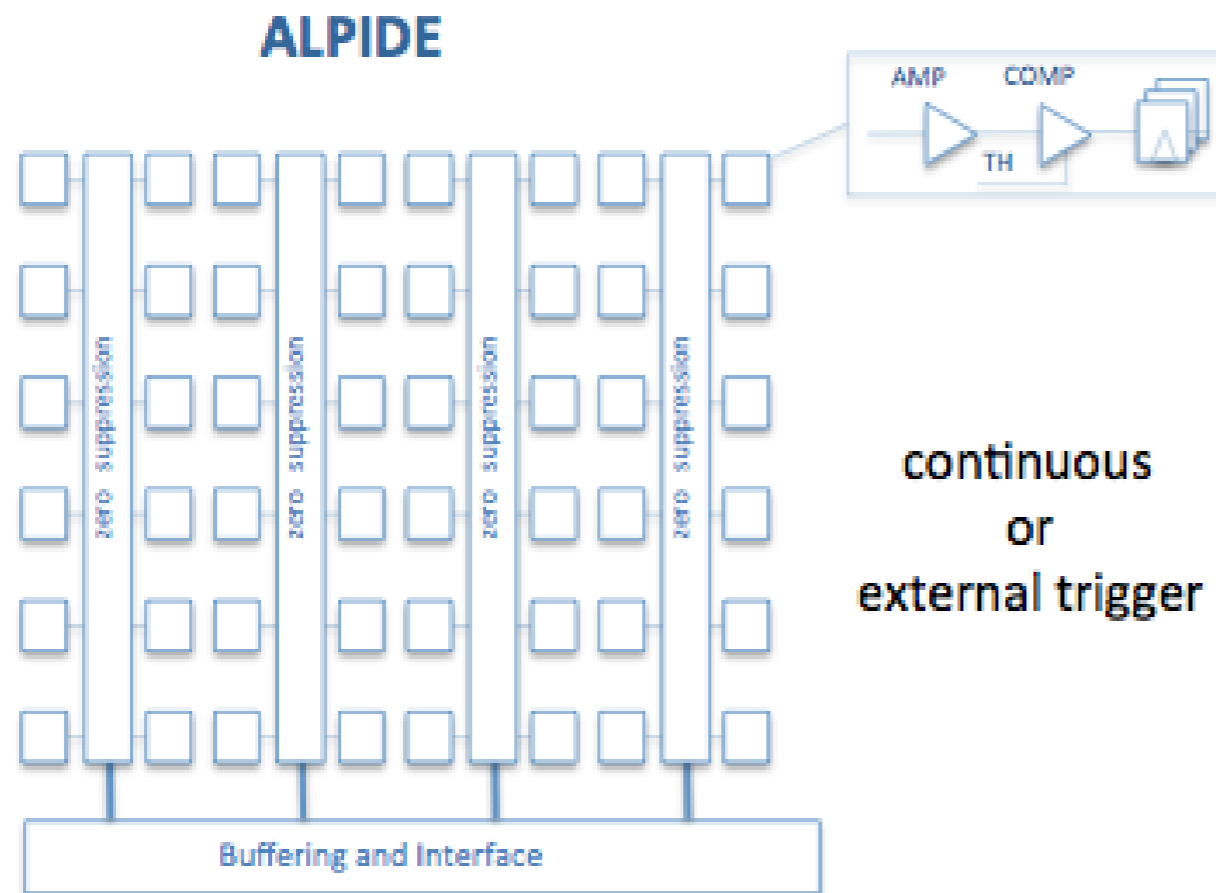 ALPIDE
AMP
COMP
TH
zero suppression
zero suppression
zero suppression
zero suppression
continuous
or
external trigger
Buffering and Interface